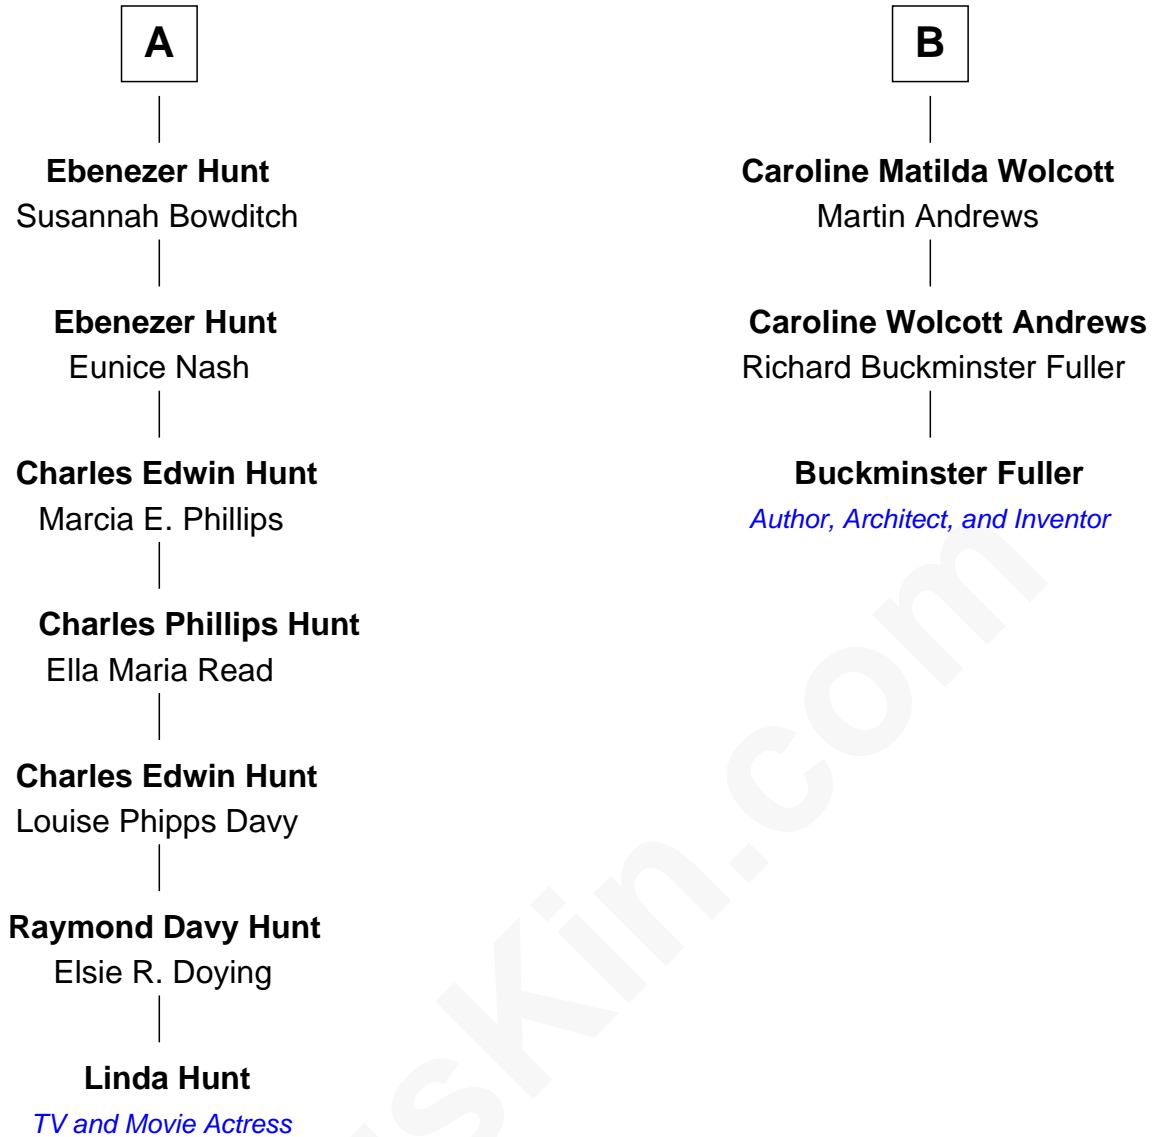 A
Ebenezer Hunt
Susannah Bowditch
Ebenezer Hunt
Eunice Nash
Charles Edwin Hunt
Marcia E. Phillips
Charles Phillips Hunt
Ella Maria Read
Charles Edwin Hunt
Louise Phipps Davy
Raymond Davy Hunt
Elsie R. Doying
Linda Hunt
TV and Movie Actress
B
Caroline Matilda Wolcott
Martin Andrews
Caroline Wolcott Andrews
Richard Buckminster Fuller
Buckminster Fuller
Author, Architect, and Inventor
usKin.com